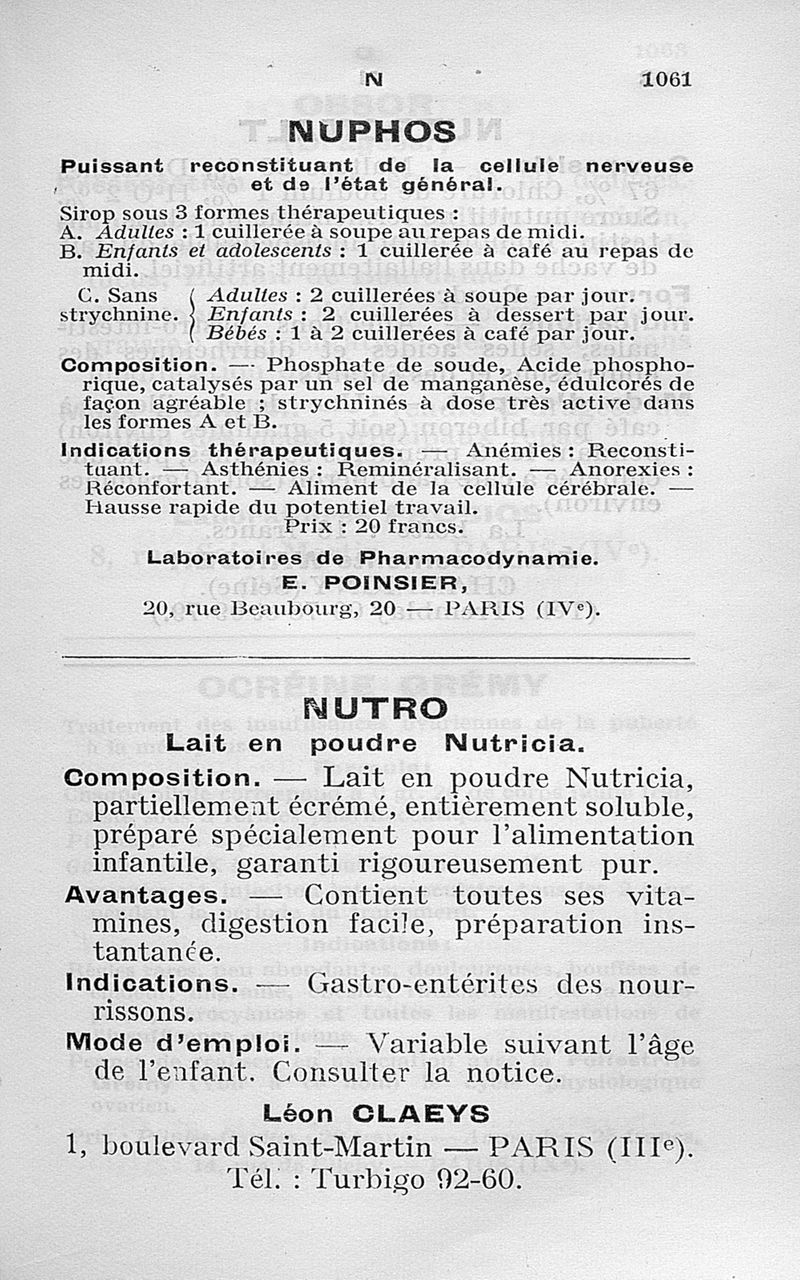 N 1061
NUPHOS
Puissant reconstituant de la cellule nerveuse
et de l'état général.
Sirop sous 3 formes thérapeutiques :
A. Adultes : 1 cuillerée à soupe au repas de midi.
B. Enfants et adolescents : 1 cuillerée à café au repas de
midi.
C. Sans { Adultes : 2 cuillerées à soupe par jour.
strychnine. { Enfants : 2 cuillerées à dessert par jour.
( Bébés : 1 à 2 cuillerées à café par jour.
Composition. — Phosphate de soude, Acide phospho-
rique, catalysés par un sel de manganèse, édulcorés de
façon agréable ; strychninés à dose très active dans
les formes A et B.
Indications thérapeutiques. — Anémies : Reconsti-
tuant. — Asthénies : Reminéralisant. — Anorexies :
Réconfortant. — Aliment de la cellule cérébrale. —
Hausse rapide du potentiel travail.
Prix : 20 francs.
Laboratoires de Pharmacodynamie.
E. POINSIER,
20, rue Beaubourg, 20 — PARIS (IVe).
NUTRO
Lait en poudre Nutricia.
Composition. — Lait en poudre Nutricia,
partiellement écrémé, entièrement soluble,
préparé spécialement pour l'alimentation
infantile, garanti rigoureusement pur.
Avantages. — Contient toutes ses vita-
mines, digestion facile, préparation ins-
tantanée.
Indications. — Gastro-entérites des nour-
rissons.
Mode d'emploi. — Variable suivant l'âge
de l'enfant. Consulter la notice.
Léon CLAEYS
1, boulevard Saint-Martin — PARIS (IIIe).
Tél. : Turbigo 92-60.